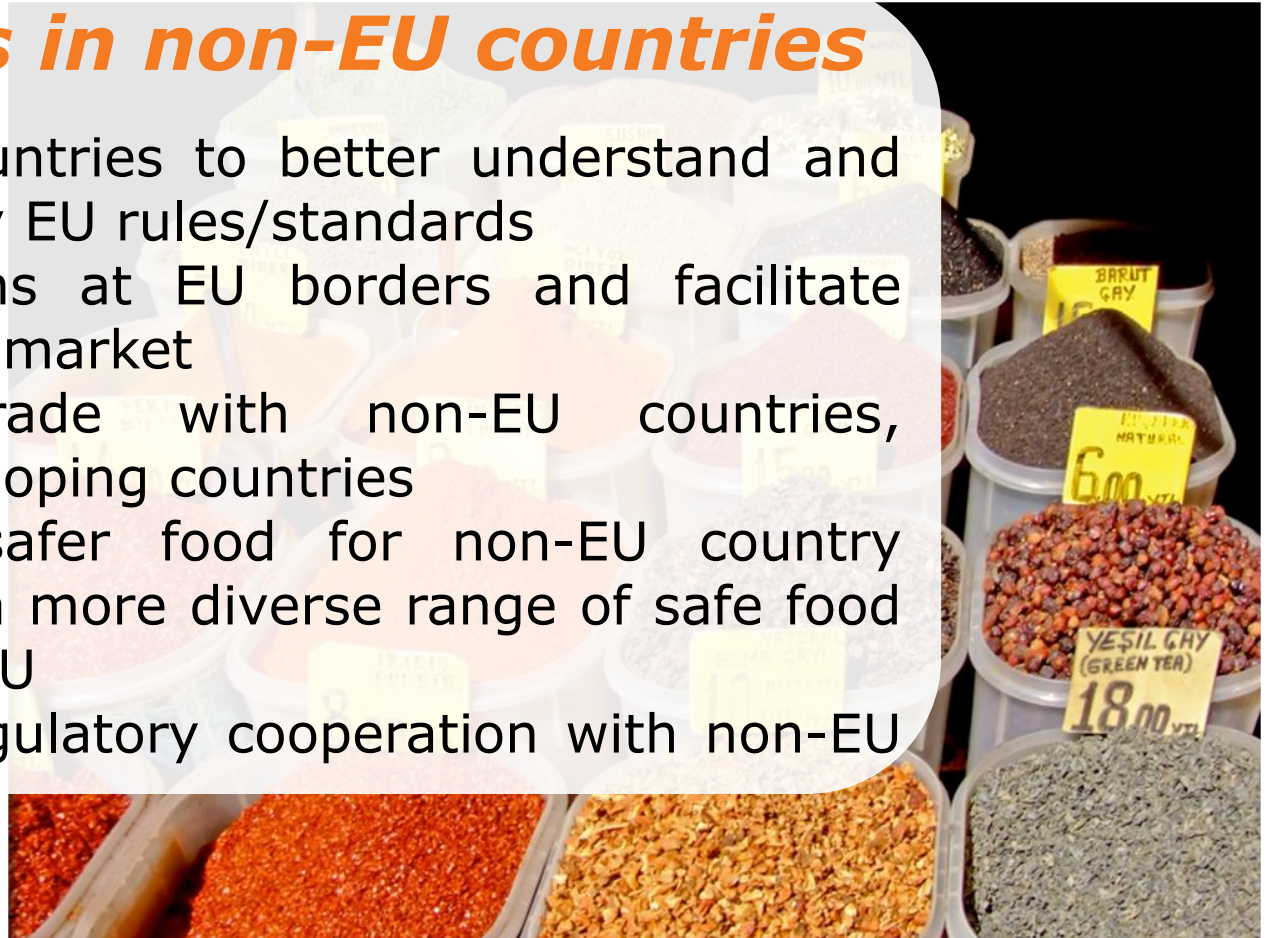 s in non-EU countries
untries to better understand and
y EU rules/standards
ns at EU borders and facilitate
market
rade with non-EU countries,
oping countries
safer food for non-EU country
a more diverse range of safe food
U
gulatory cooperation with non-EU
BARUT
ÇAY
NATUREL
6.00 YTL
YEŞİL ÇAY
(GREEN TEA)
18.00 YTL